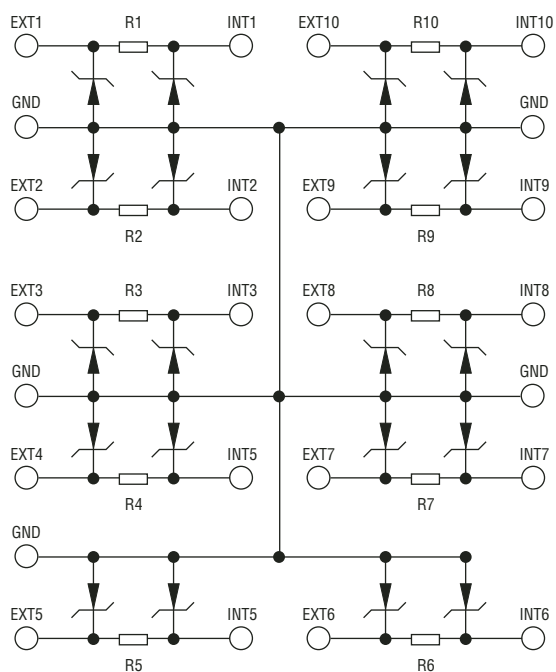 EXT1 R1 INT1 EXT10 R10 INT10
GND GND
EXT2 INT2 EXT9 INT9
R2 R9
EXT3 R3 INT3 EXT8 R8 INT8
GND GND
EXT4 INT5 EXT7 INT7
R4 R7
GND
EXT5 INT5 EXT6 INT6
R5 R6